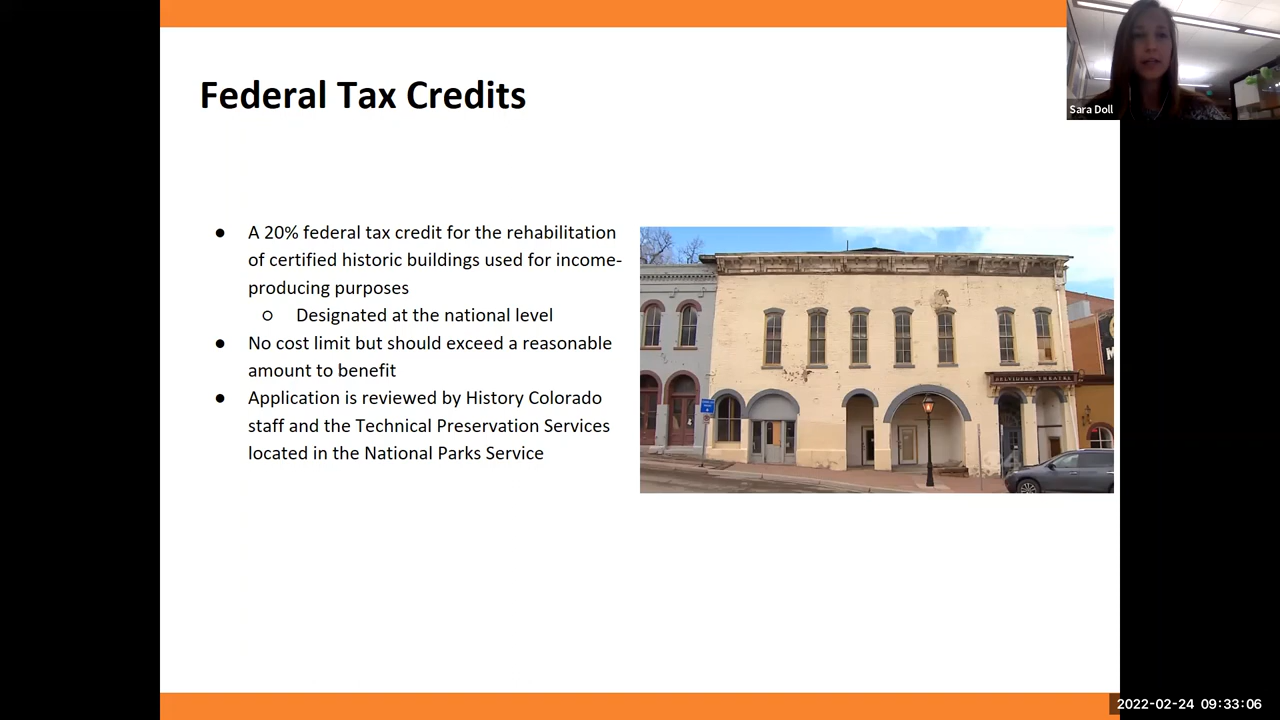 Federal Tax Credits
Sara Doll
● A 20% federal tax credit for the rehabilitation
of certified historic buildings used for income-
producing purposes
○ Designated at the national level
● No cost limit but should exceed a reasonable
amount to benefit
● Application is reviewed by History Colorado
staff and the Technical Preservation Services
located in the National Parks Service
BELVIDERE THEATRE
2022-02-24 09:33:06